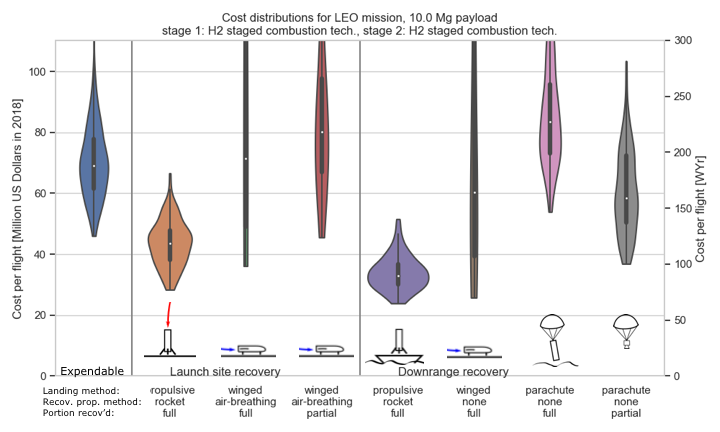 Cost distributions for LEO mission, 10.0 Mg payload
stage 1: H2 staged combustion tech., stage 2: H2 staged combustion tech.
Cost per flight [Million US Dollars in 2018]
100
80
60
40
20
0
300
250
200
150
100
50
0
Cost per flight [WYr]
Expendable
Launch site recovery
Downrange recovery
Landing method:
Recov. prop. method:
Portion recov'd:
ropulsive
rocket
full
winged
air-breathing
full
winged
air-breathing
partial
propulsive
rocket
full
winged
none
full
parachute
none
full
parachute
none
partial